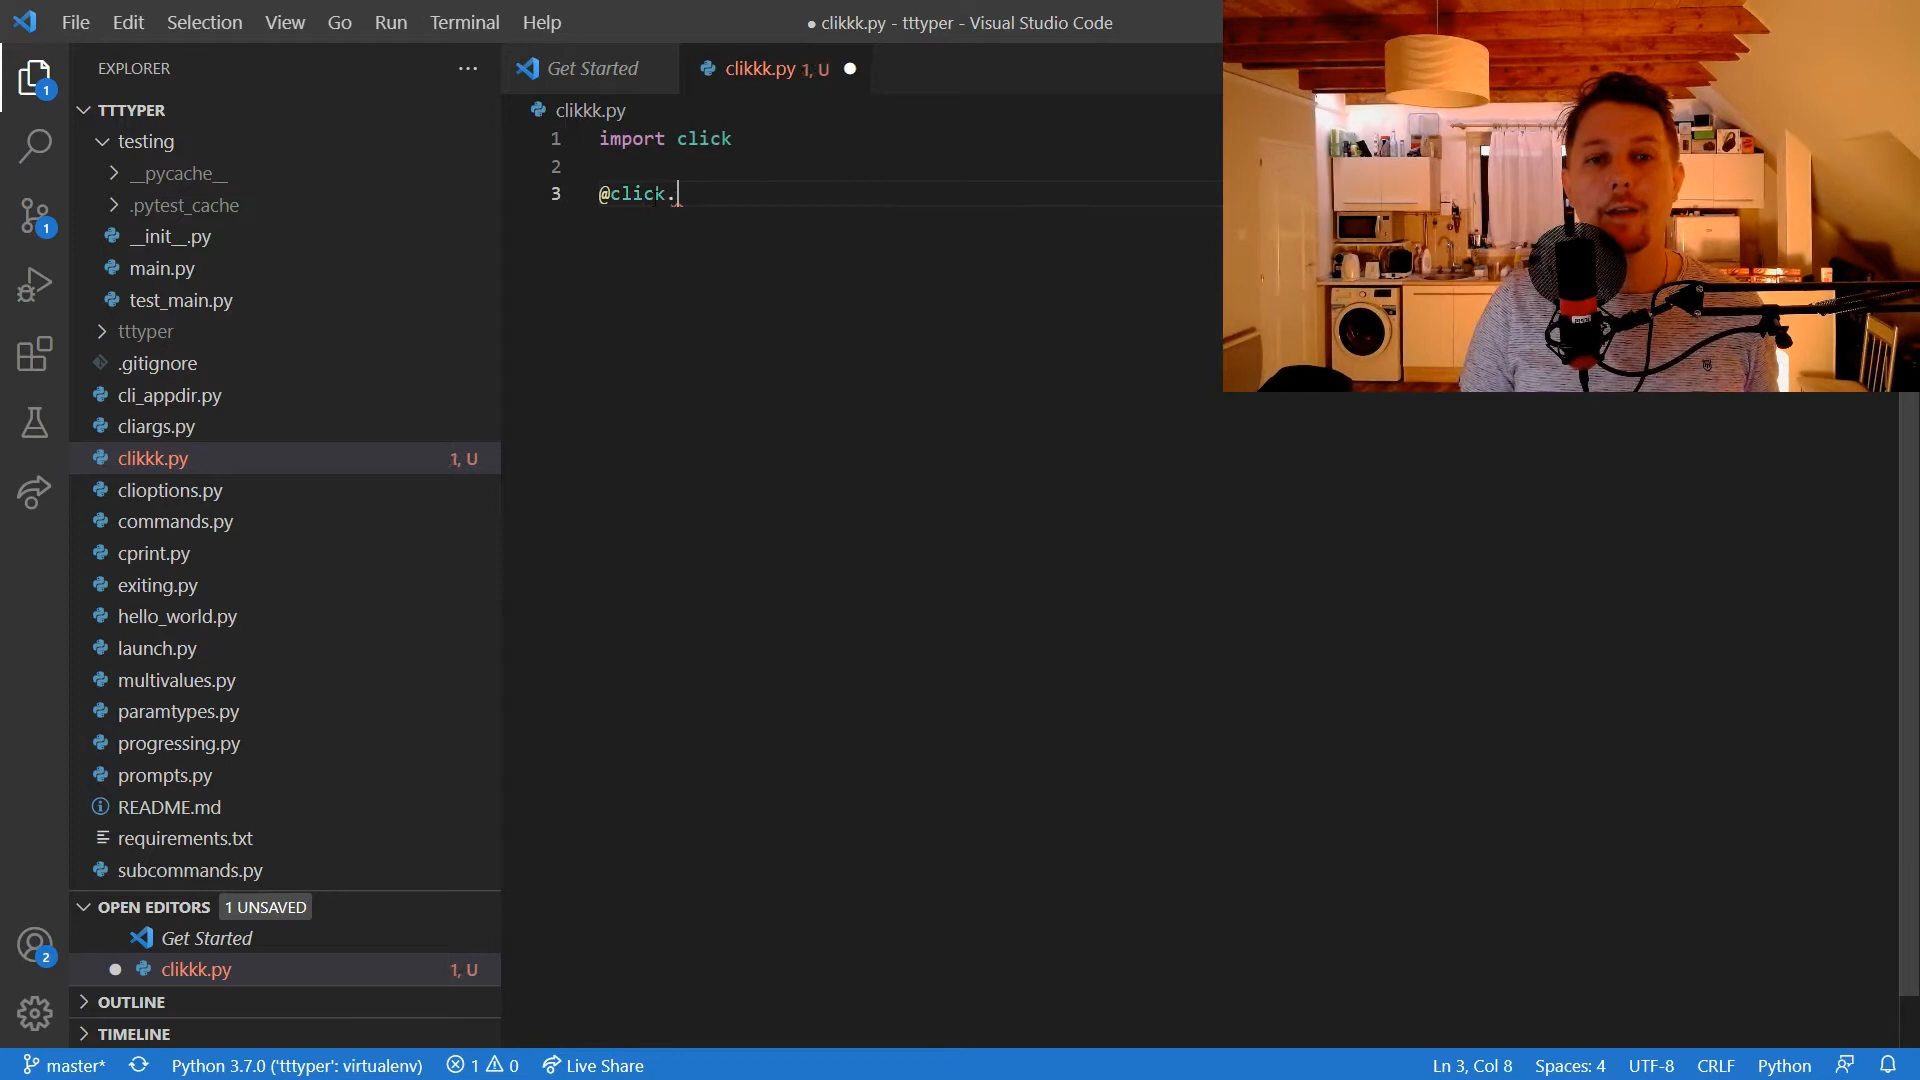 File Edit Selection View Go Run Terminal Help
● clikkk.py - tttyper - Visual Studio Code
EXPLORER
Get Started
clikkk.py 1, U
TTTYPER
clikkk.py
testing
1 import click
__pycache__
2
3 @click.
.pytest_cache
__init__.py
main.py
test_main.py
tttyper
.gitignore
cli_appdir.py
cliargs.py
clikkk.py 1, U
clioptions.py
commands.py
cprint.py
exiting.py
hello_world.py
launch.py
multivalues.py
paramtypes.py
progressing.py
prompts.py
README.md
requirements.txt
subcommands.py
OPEN EDITORS 1 UNSAVED
Get Started
clikkk.py 1, U
OUTLINE
TIMELINE
1
1
2
master* Python 3.7.0 ('tttyper': virtualenv) 1 0 Live Share Ln 3, Col 8 Spaces: 4 UTF-8 CRLF Python